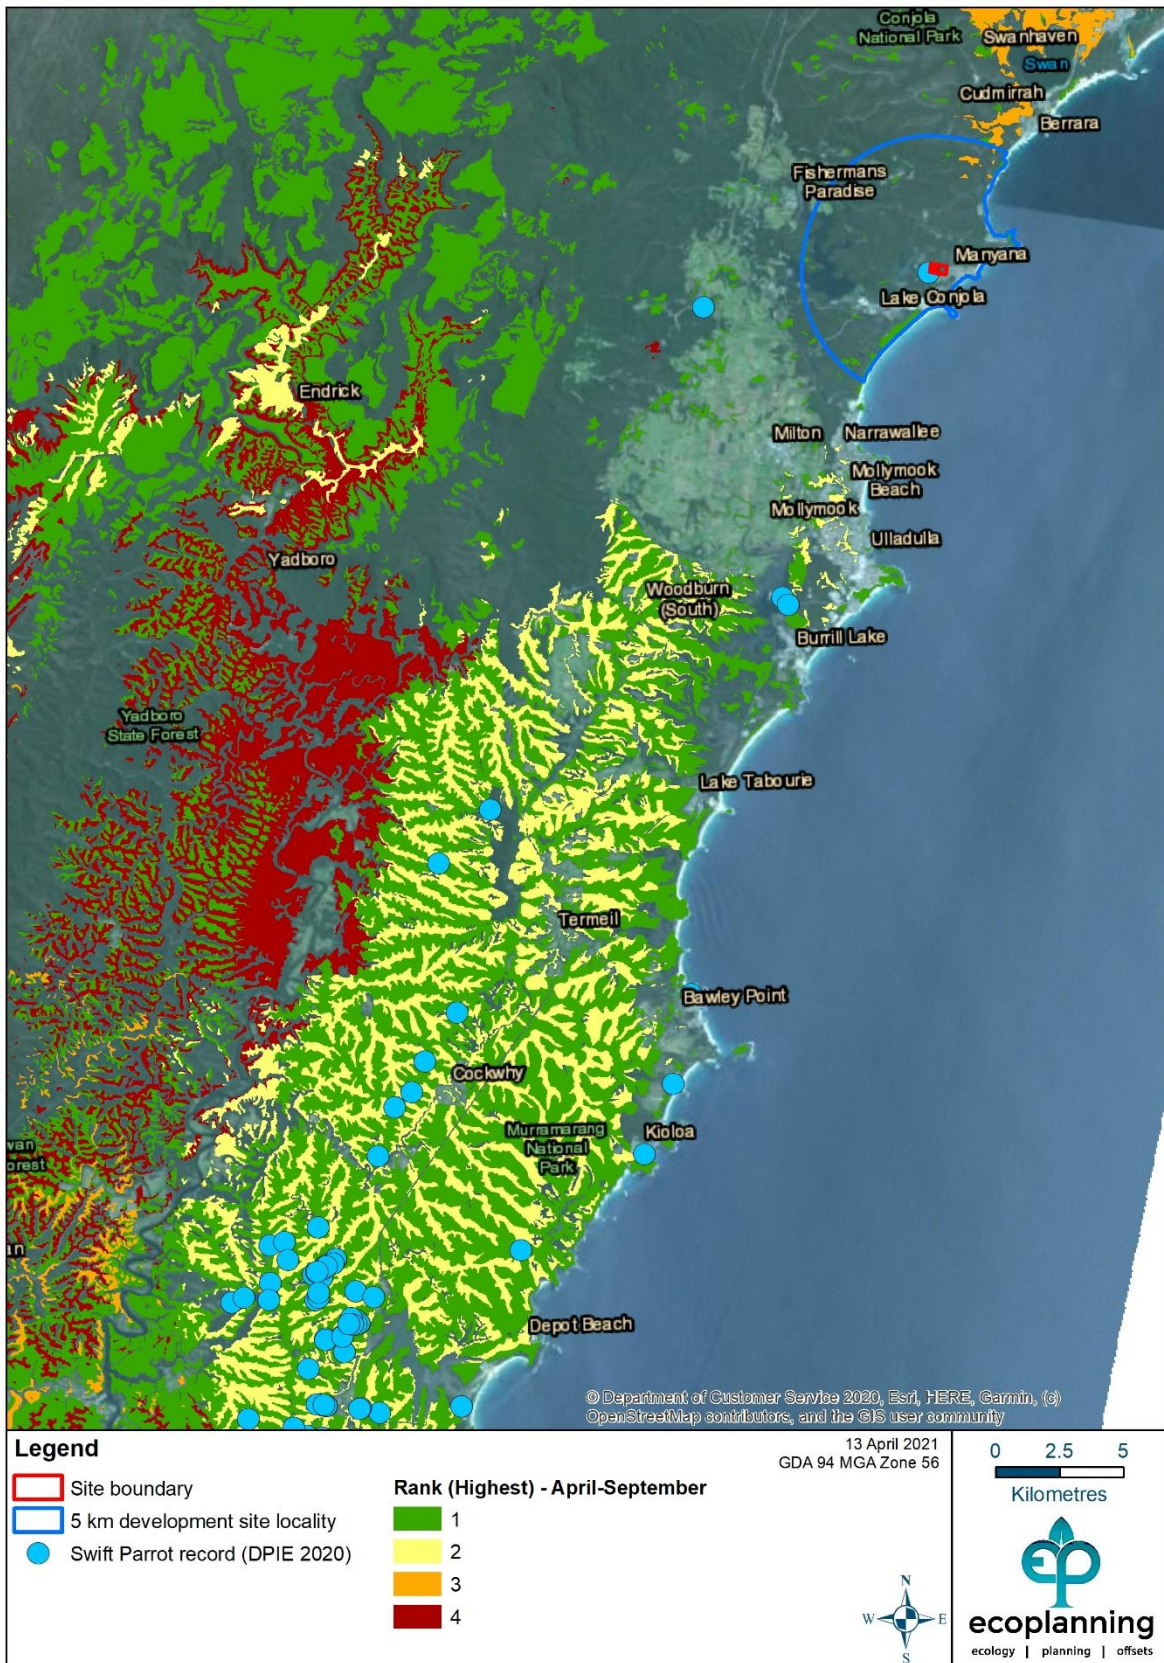 Conjola
National Park
Swanhaven
Swan
Cudmirrah
Berrara
Fishermans
Paradise
Manyana
Lake Conjola
Endrick
Milton
Narrawallee
Mollymook
Beach
Mollymook
Ulladulla
Yadboro
Woodburn
(South)
Burrill Lake
Yadboro
State Forest
Lake Tabourie
Termeil
Bawley Point
Cockwhy
Murramarang
National
Park
Kioloa
wan
orest
an
Depot Beach
© Department of Customer Service 2020, Esri, HERE, Garmin, (c)
OpenStreetMap contributors, and the GIS user community
Legend
Site boundary
5 km development site locality
Swift Parrot record (DPIE 2020)
Rank (Highest) - April-September
1
2
3
4
13 April 2021
GDA 94 MGA Zone 56
N
W E
S
0 2.5 5
Kilometres
ep
ecoplanning
ecology | planning | offsets